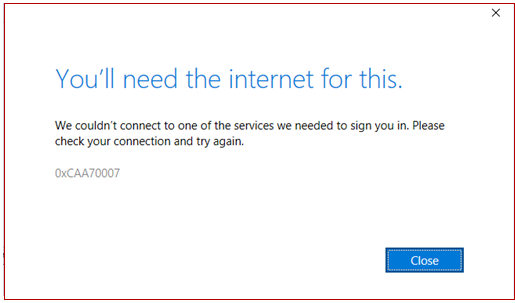 You’ll need the internet for this.
We couldn’t connect to one of the services we needed to sign you in. Please
check your connection and try again.
0xCAA70007
Close